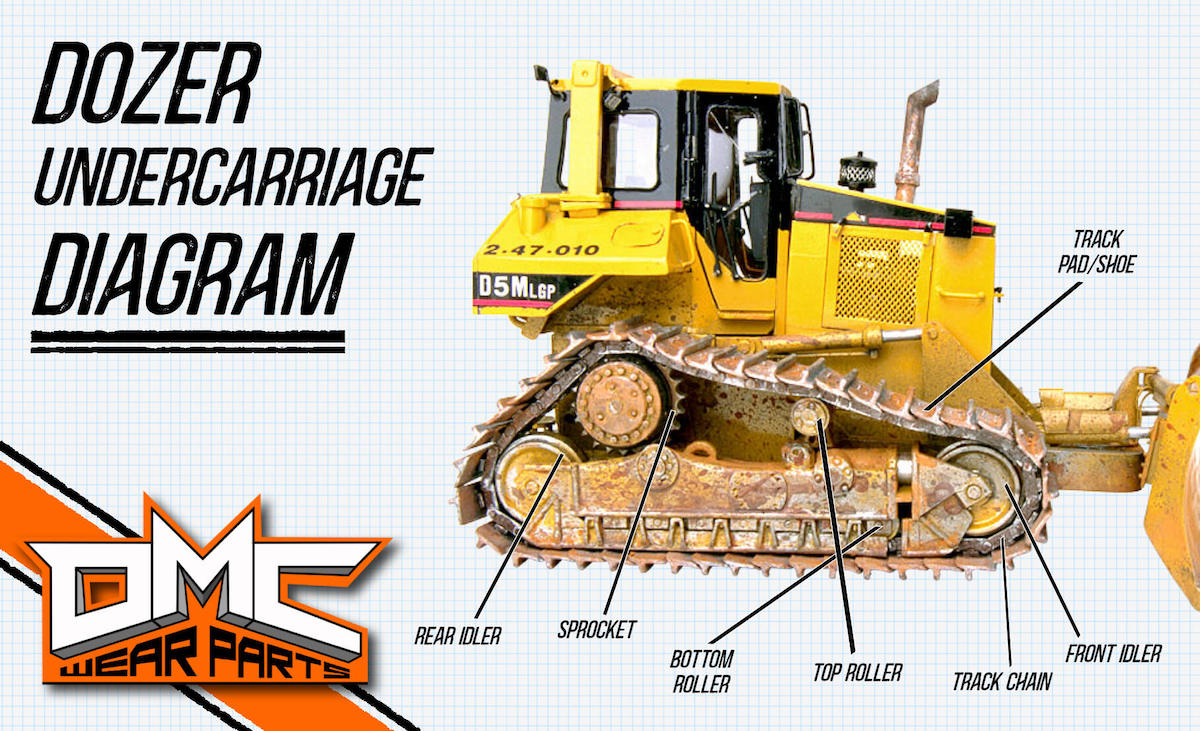 DOZER
UNDERCARRIAGE
DIAGRAM
2-47-010
D5M LGP
TRACK
PAD/SHOE
REAR IDLER
SPROCKET
BOTTOM
ROLLER
TOP ROLLER
TRACK CHAIN
FRONT IDLER
DMC
WEAR PARTS